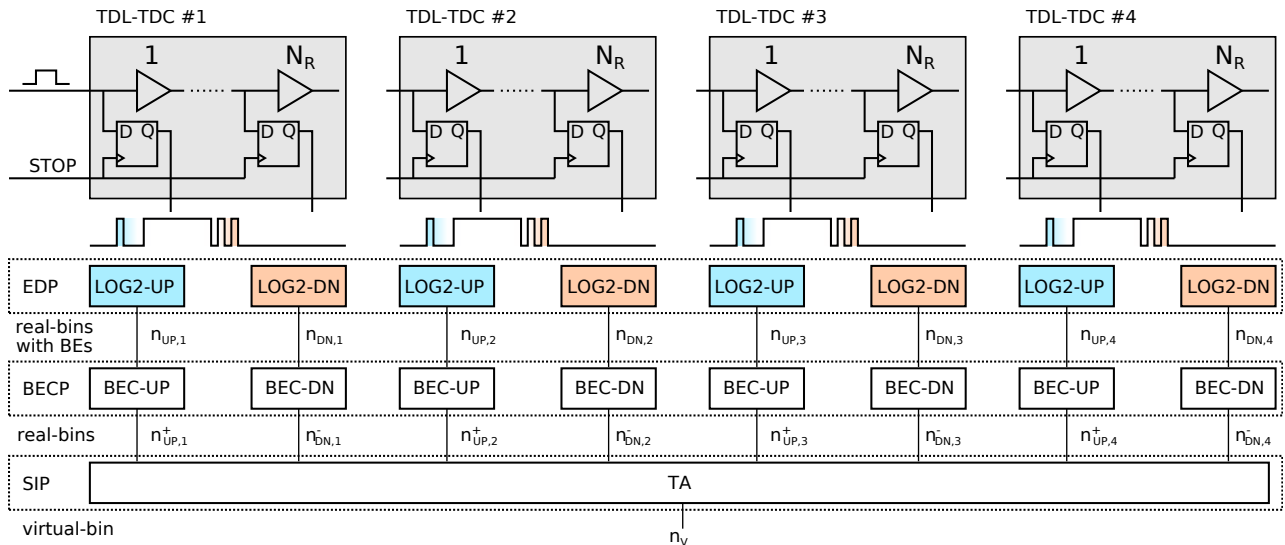 TDL-TDC #1 TDL-TDC #2 TDL-TDC #3 TDL-TDC #4
1 N_R 1 N_R 1 N_R 1 N_R
D Q D Q D Q D Q D Q D Q D Q D Q
STOP
EDP LOG2-UP LOG2-DN LOG2-UP LOG2-DN LOG2-UP LOG2-DN LOG2-UP LOG2-DN
real-bins
with BEs
n_UP,1 n_DN,1 n_UP,2 n_DN,2 n_UP,3 n_DN,3 n_UP,4 n_DN,4
BECP BEC-UP BEC-DN BEC-UP BEC-DN BEC-UP BEC-DN BEC-UP BEC-DN
real-bins n⁺_UP,1 n⁻_DN,1 n⁺_UP,2 n⁻_DN,2 n⁺_UP,3 n⁻_DN,3 n⁺_UP,4 n⁻_DN,4
SIP TA
virtual-bin
n_V